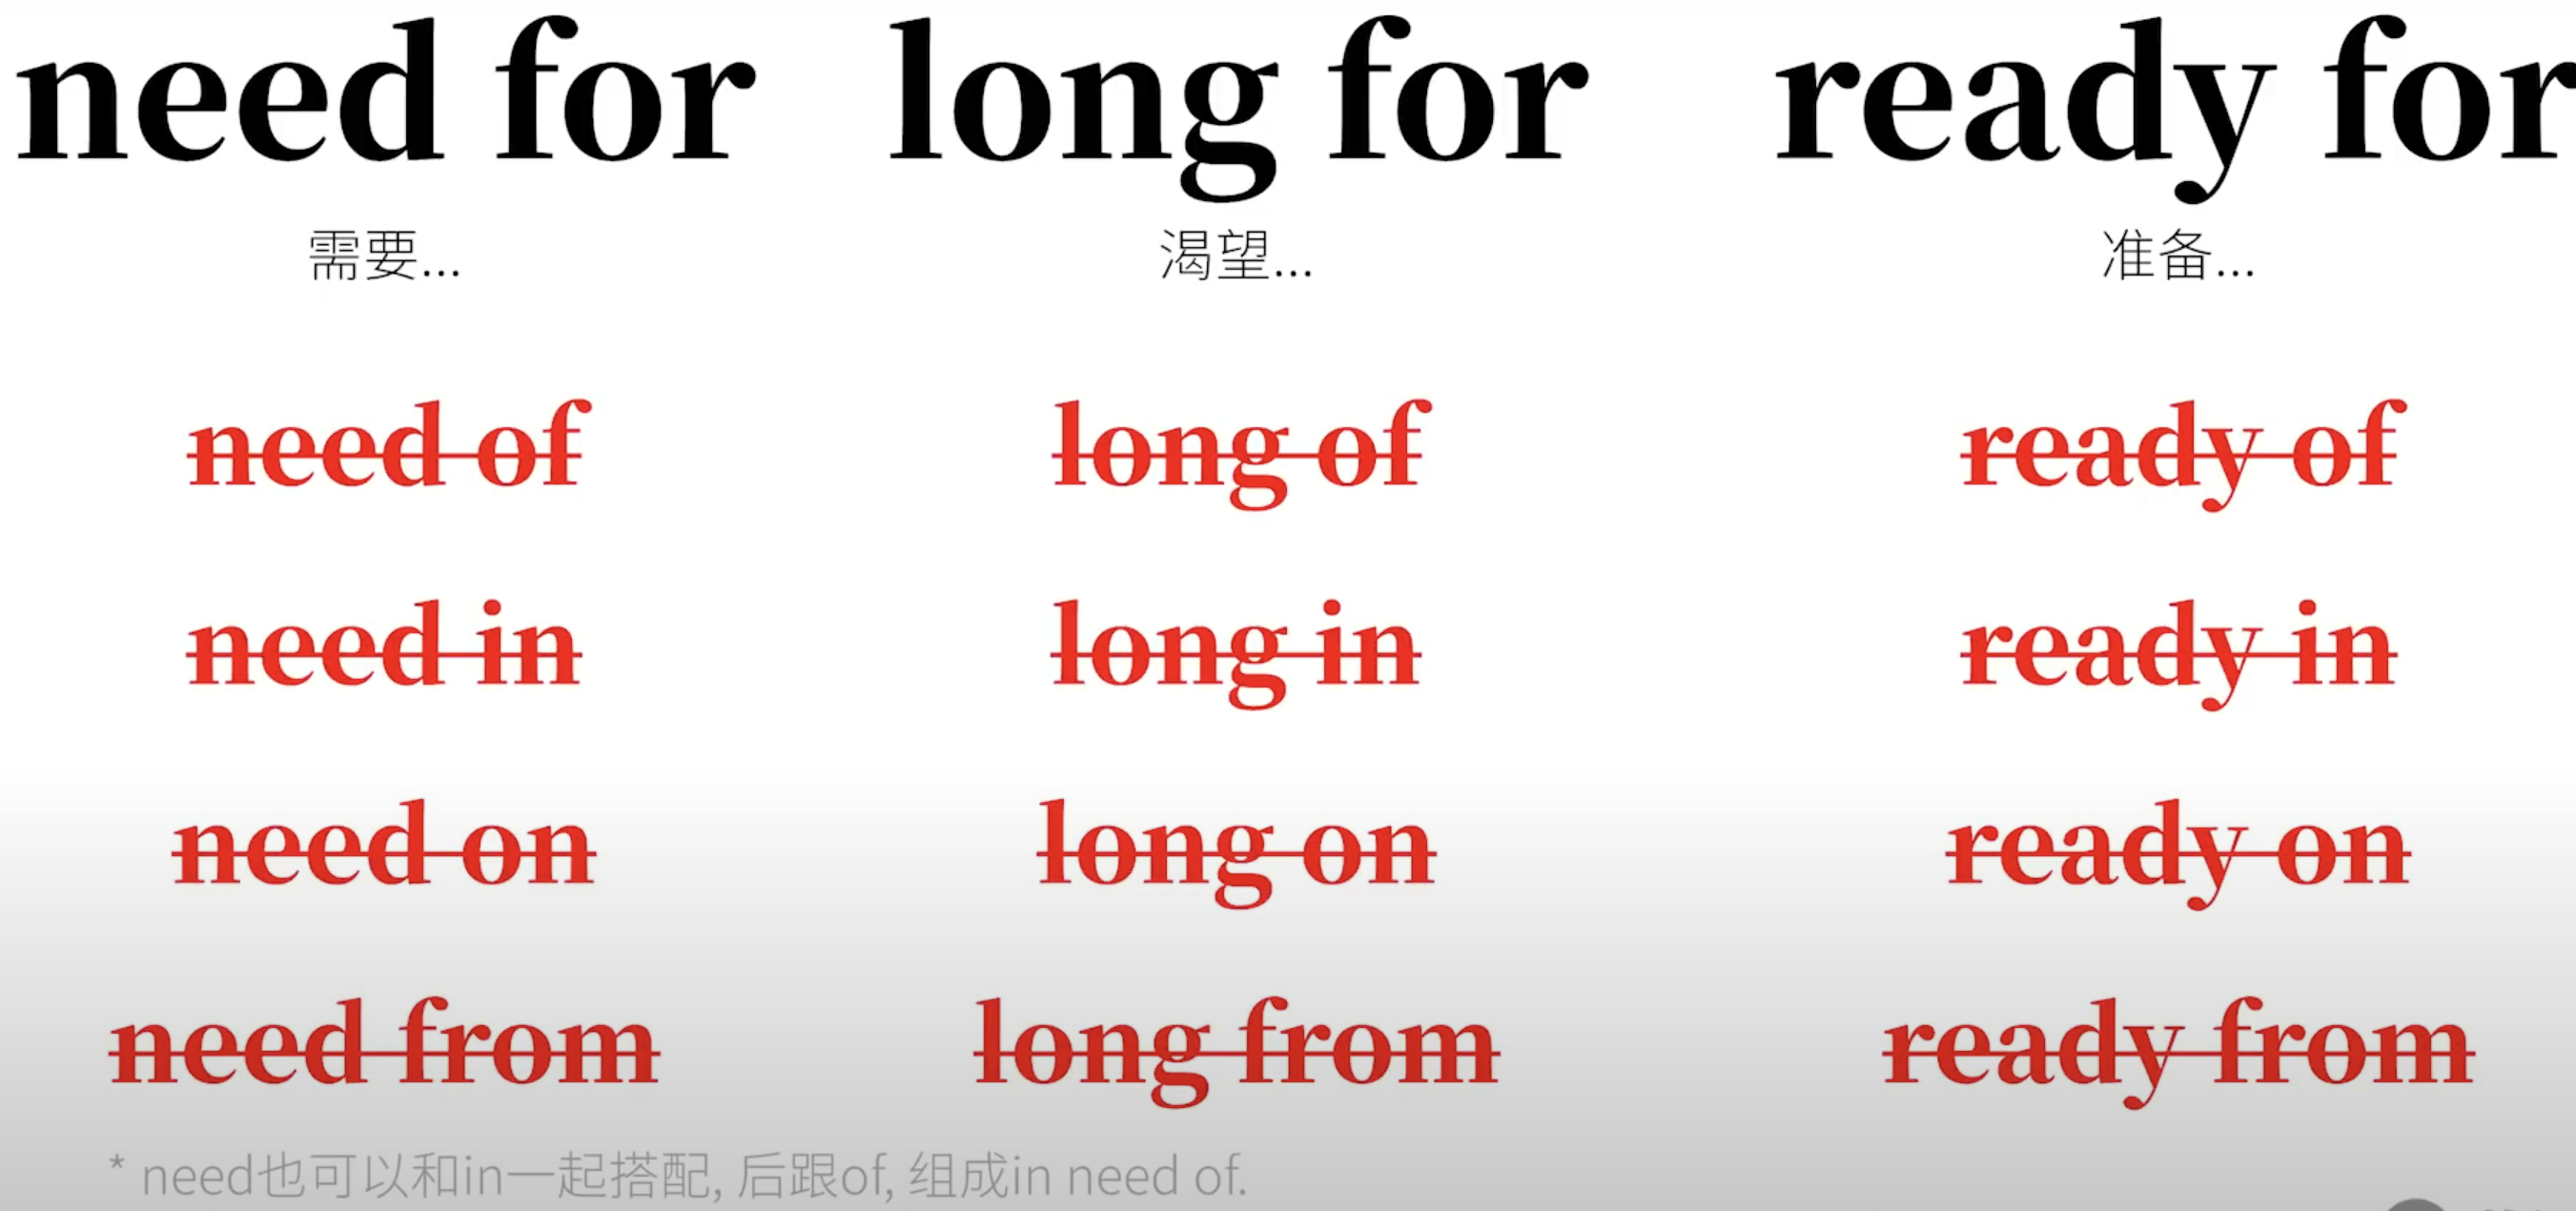 need for long for ready for
需要... 渴望... 准备...
need of long of ready of
need in long in ready in
need on long on ready on
need from long from ready from
* need也可以和in一起搭配, 后跟of, 组成in need of.